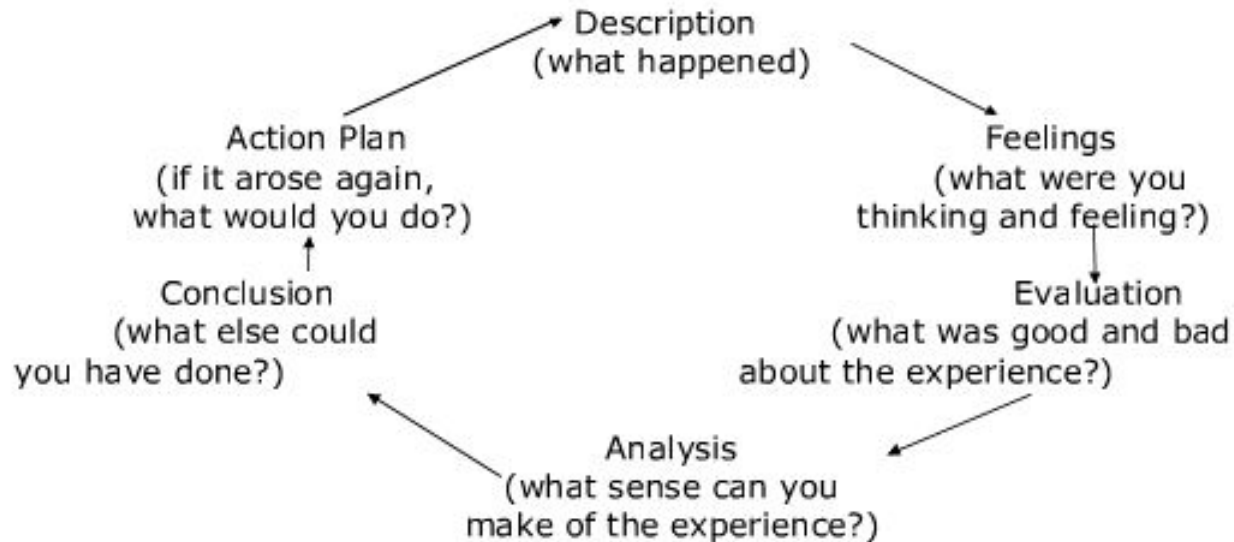 Description
(what happened)
Feelings
(what were you
thinking and feeling?)
Evaluation
(what was good and bad
about the experience?)
Analysis
(what sense can you
make of the experience?)
Conclusion
(what else could
you have done?)
Action Plan
(if it arose again,
what would you do?)